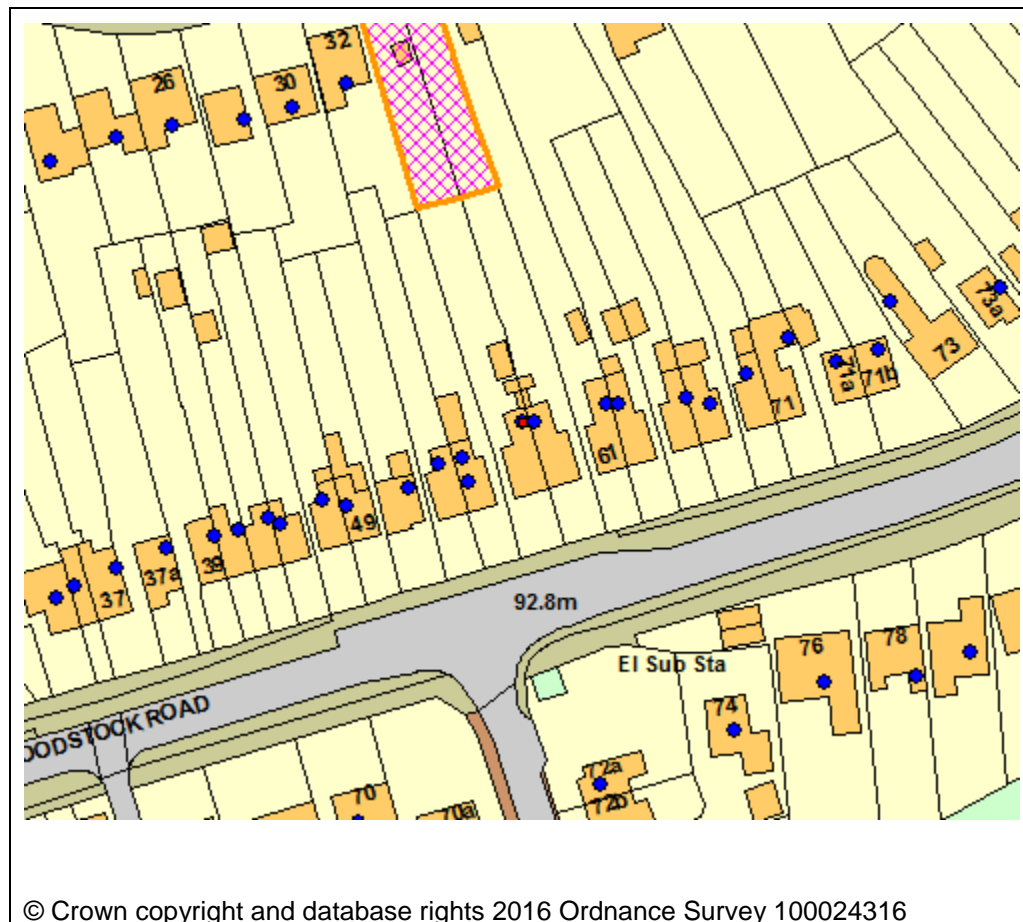 32
26
30
73a
73
71a
71b
71
61
49
39
37a
37
92.8m
El Sub Sta
76
78
74
OODSTOCK ROAD
72a
72b
70
70a
© Crown copyright and database rights 2016 Ordnance Survey 100024316